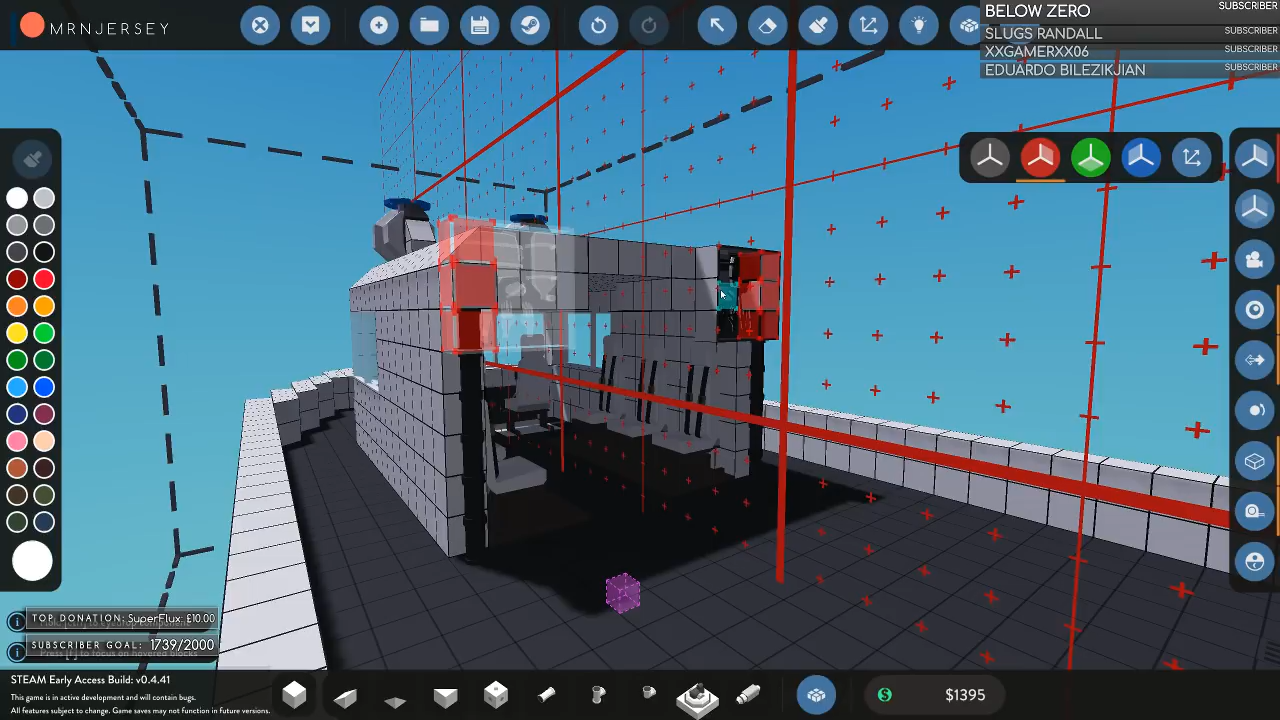 MRNJERSEY
BELOW ZERO SUBSCRIBER
SLUGS RANDALL SUBSCRIBER
XXGAMERXX06 SUBSCRIBER
EDUARDO BILEZIKJIAN SUBSCRIBER
TOP DONATION: SuperFlux: £10.00
SUBSCRIBER GOAL: 1739/2000
STEAM Early Access Build: v0.4.41
This game is in active development and will contain bugs.
All features subject to change. Game saves may not function in future versions.
$ $1395